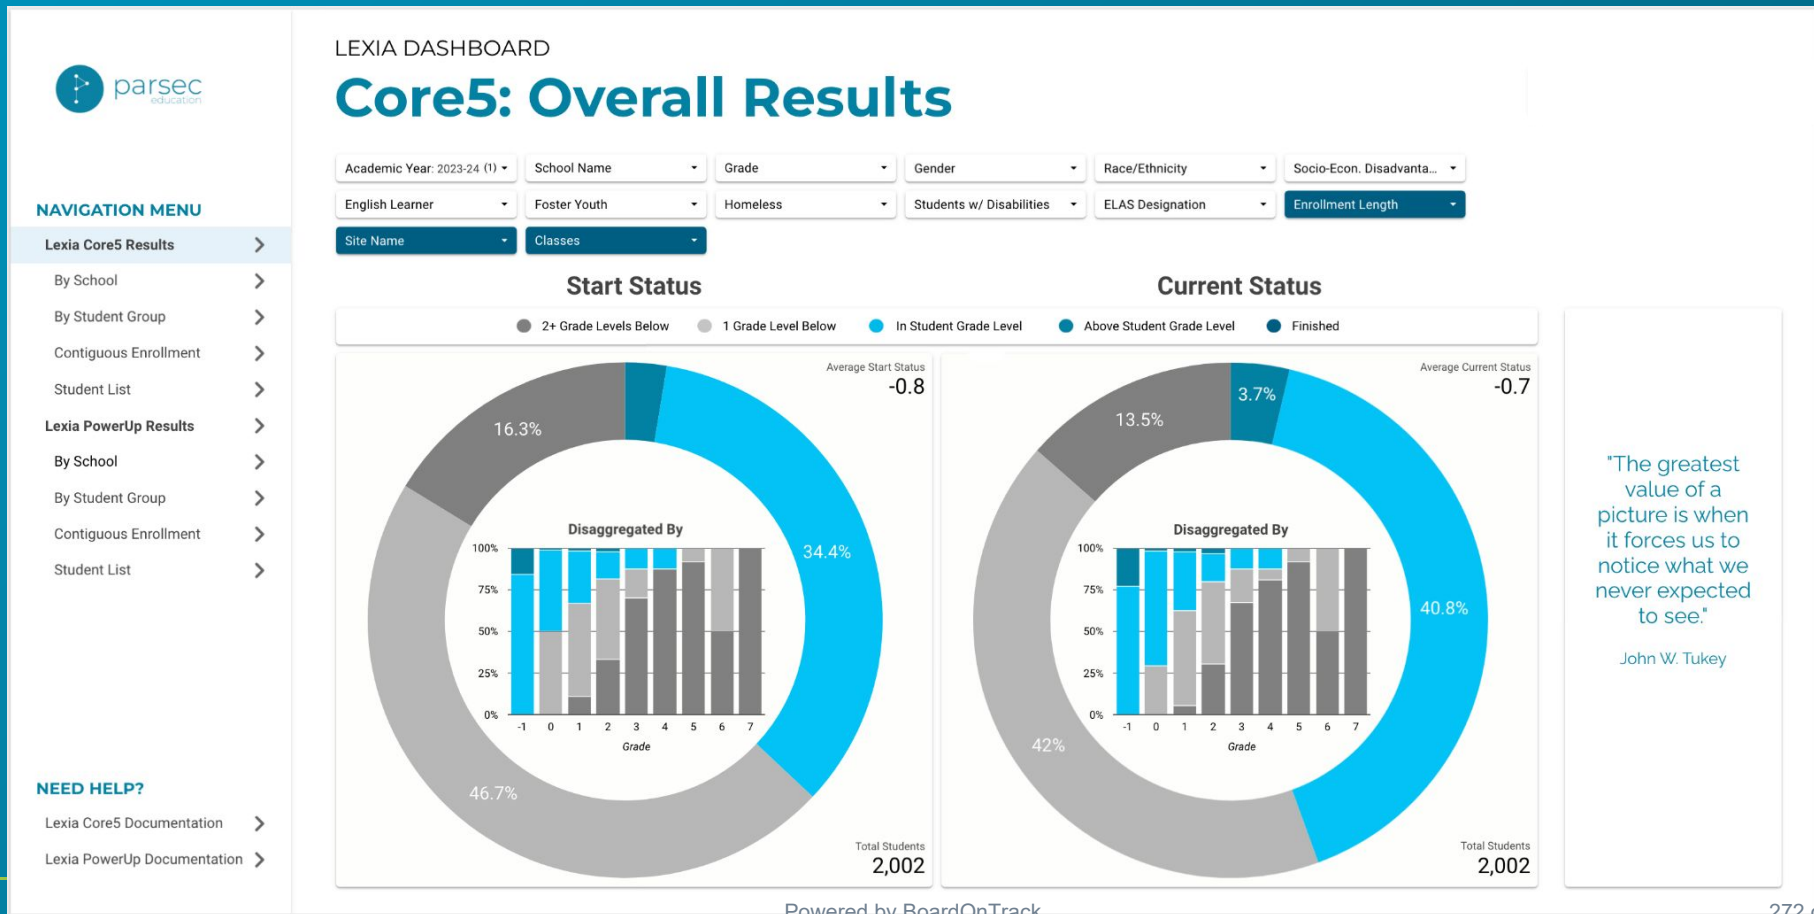 parsec
education
LEXIA DASHBOARD
Core5: Overall Results
Academic Year: 2023-24 (1)
School Name
Grade
Gender
Race/Ethnicity
Socio-Econ. Disadvanta...
English Learner
Foster Youth
Homeless
Students w/ Disabilities
ELAS Designation
Enrollment Length
Site Name
Classes
NAVIGATION MENU
Lexia Core5 Results
By School
By Student Group
Contiguous Enrollment
Student List
Lexia PowerUp Results
By School
By Student Group
Contiguous Enrollment
Student List
NEED HELP?
Lexia Core5 Documentation
Lexia PowerUp Documentation
Start Status
Current Status
2+ Grade Levels Below
1 Grade Level Below
In Student Grade Level
Above Student Grade Level
Finished
Average Start Status
-0.8
16.3%
34.4%
46.7%
Disaggregated By
100%
75%
50%
25%
0%
-1 0 1 2 3 4 5 6 7
Grade
Total Students
2,002
Average Current Status
-0.7
3.7%
13.5%
40.8%
42%
Disaggregated By
100%
75%
50%
25%
0%
-1 0 1 2 3 4 5 6 7
Grade
Total Students
2,002
"The greatest
value of a
picture is when
it forces us to
notice what we
never expected
to see."
John W. Tukey
Powered by BoardOnTrack
272